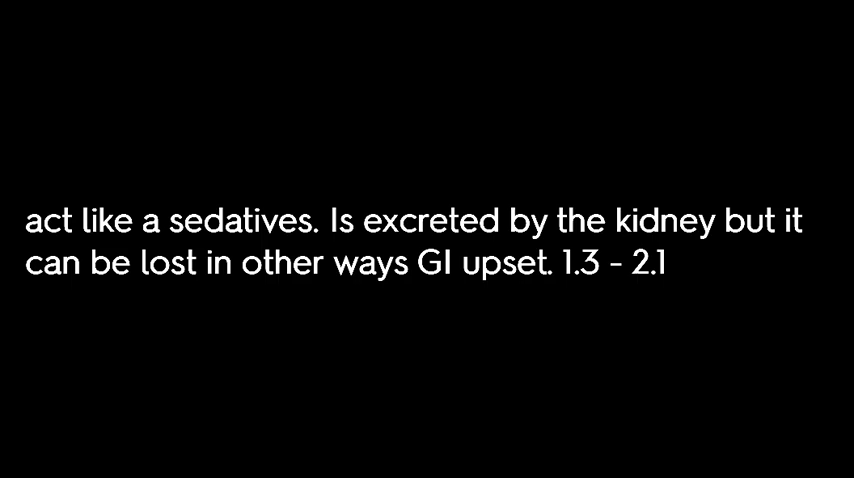 act like a sedatives. Is excreted by the kidney but it
can be lost in other ways GI upset. 1.3 - 2.1